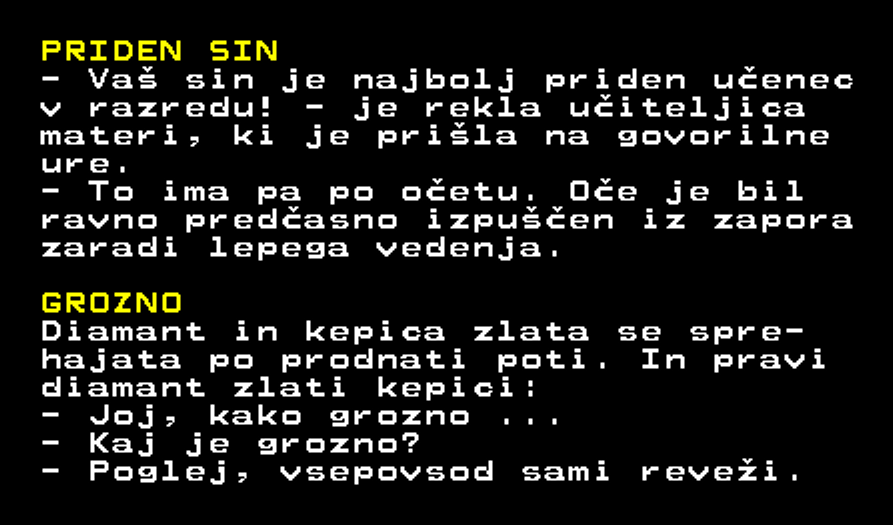 PRIDEN SIN
- Vaš sin je najbolj priden učenec
v razredu! - je rekla učiteljica
materi, ki je prišla na govorilne
ure.
- To ima pa po očetu. Oče je bil
ravno predčasno izpuščen iz zapora
zaradi lepega vedenja.
GROZNO
Diamant in kepica zlata se spre-
hajata po prodnati poti. In pravi
diamant zlati kepici:
- Joj, kako grozno ...
- Kaj je grozno?
- Poglej, vsepovsod sami reveži.